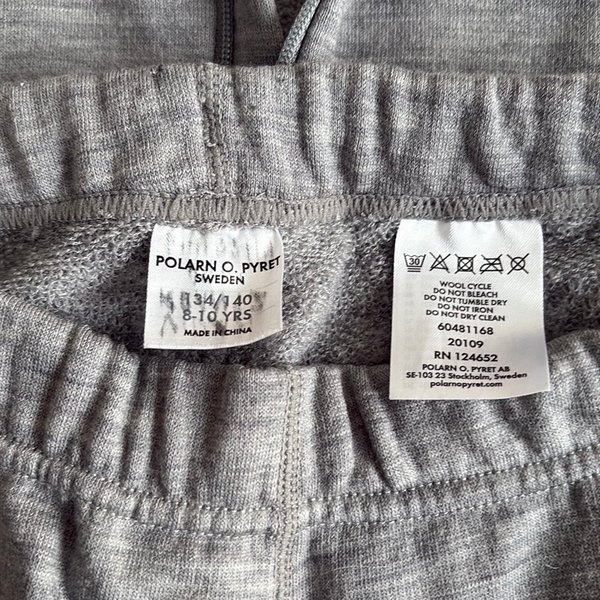 POLARN O. PYRET
SWEDEN
134/140
8-10 YRS
MADE IN CHINA
30
WOOL CYCLE
DO NOT BLEACH
DO NOT TUMBLE DRY
DO NOT IRON
DO NOT DRY CLEAN
60481168
20109
RN 124652
POLARN O. PYRET AB
SE-103 23 Stockholm, Sweden
polarnopyret.com